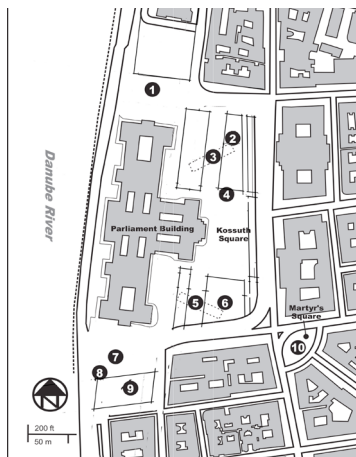 1
2
3
4
Danube River
Parliament Building
Kossuth
Square
5
6
Martyr's
Square
10
7
8
9
200 ft
50 m